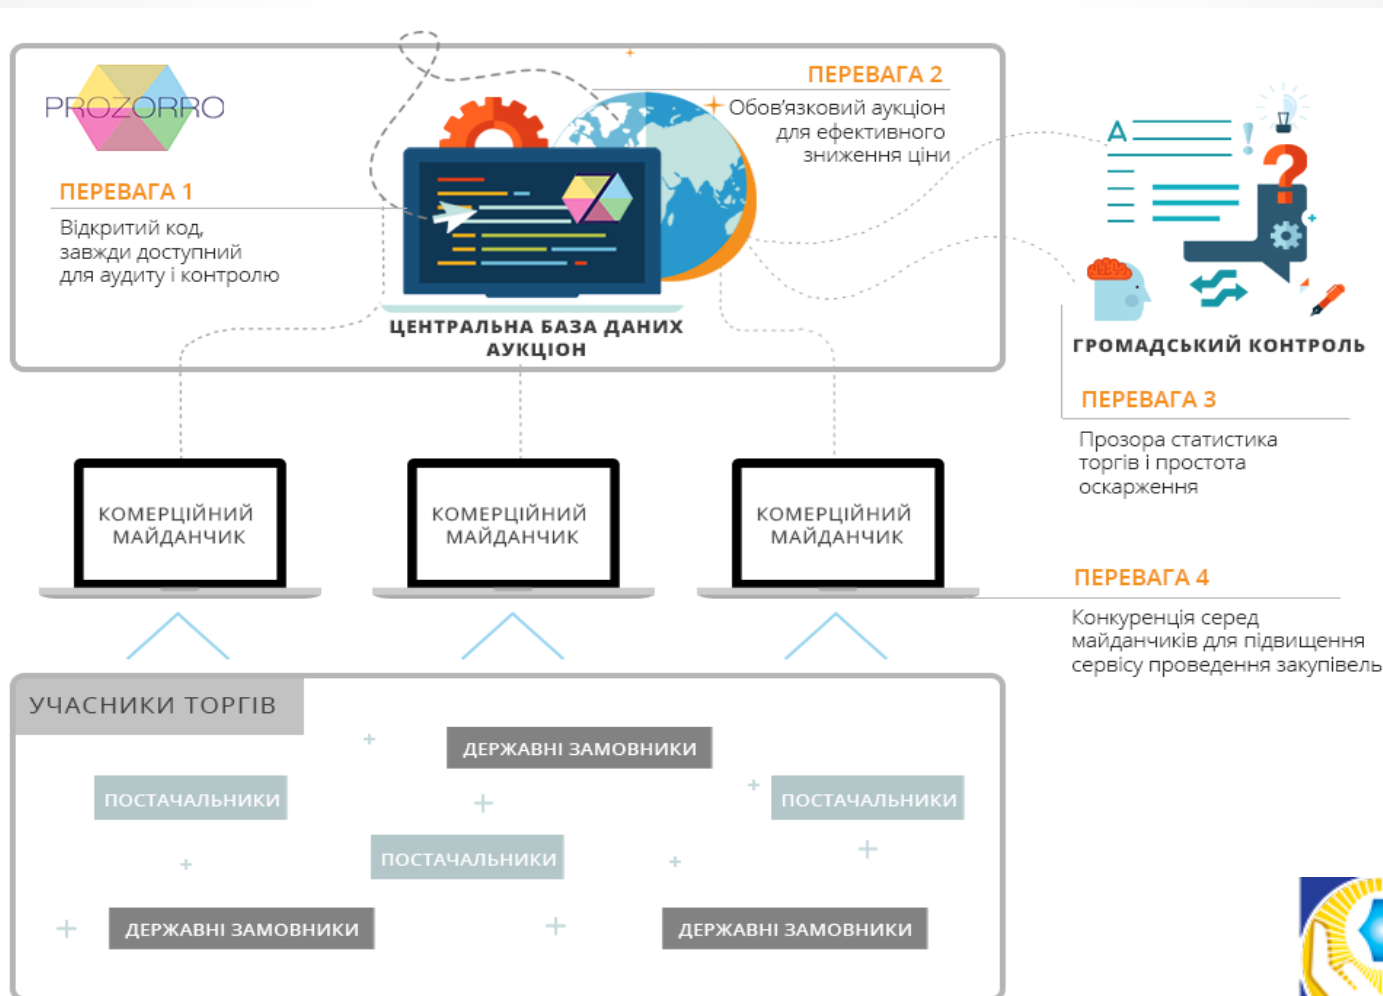 PROZORRO
ПЕРЕВАГА 1
Відкритий код,
завжди доступний
для аудиту і контролю
ПЕРЕВАГА 2
Обов’язковий аукціон
для ефективного
зниження ціни
ЦЕНТРАЛЬНА БАЗА ДАНИХ
АУКЦІОН
A
ГРОМАДСЬКИЙ КОНТРОЛЬ
ПЕРЕВАГА 3
Прозора статистика
торгів і простота
оскарження
КОМЕРЦІЙНИЙ
МАЙДАНЧИК
КОМЕРЦІЙНИЙ
МАЙДАНЧИК
КОМЕРЦІЙНИЙ
МАЙДАНЧИК
ПЕРЕВАГА 4
Конкуренція серед
майданчиків для підвищення
сервісу проведення закупівель
УЧАСНИКИ ТОРГІВ
ДЕРЖАВНІ ЗАМОВНИКИ
ПОСТАЧАЛЬНИКИ
ПОСТАЧАЛЬНИКИ
ПОСТАЧАЛЬНИКИ
ДЕРЖАВНІ ЗАМОВНИКИ
ДЕРЖАВНІ ЗАМОВНИКИ